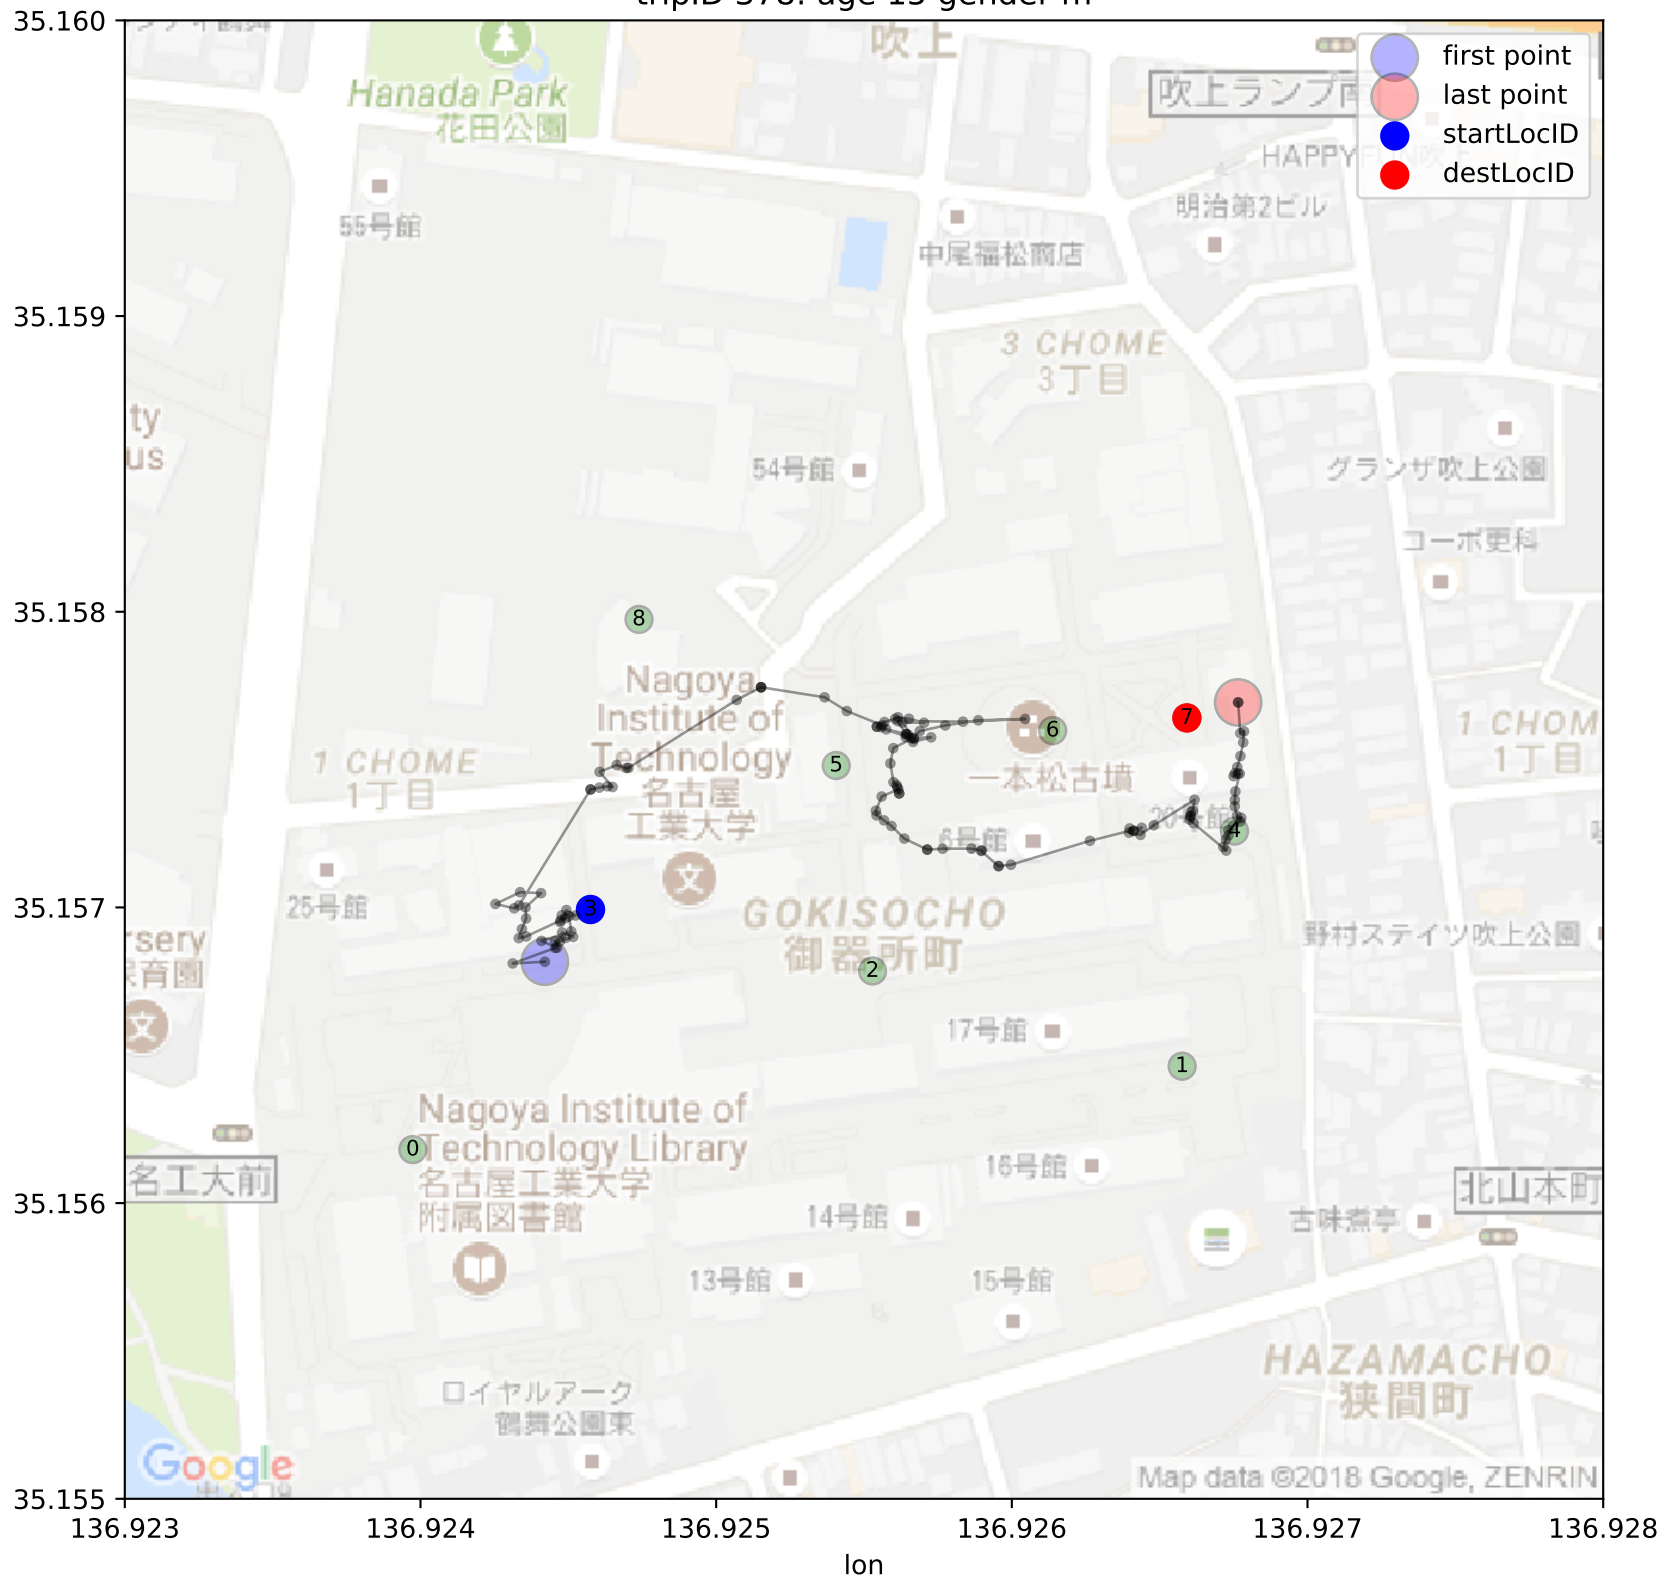 35.160
35.159
35.158
35.157
35.156
35.155
136.923
136.924
136.925
136.926
136.927
136.928
lon
first point
last point
startLocID
destLocID
吹上
Hanada Park
花田公園
55号館
中尾福松商店
明治第2ビル
3 CHOME
3丁目
54号館
グランザ吹上公園
コーポ更科
ty
us
8
Nagoya
Institute of
Technology
名古屋
工業大学
1 CHOME
1丁目
5
6
7
一本松古墳
4
6号館
1 CHOM
1丁目
25号館
3
GOKISOCHO
御器所町
2
野村ステイツ吹上公園
rsery
保育園
17号館
1
Nagoya Institute of
Technology Library
名古屋工業大学
附属図書館
0
名工大前
16号館
14号館
13号館
15号館
北山本町
古味煮亭
HAZAMACHO
狭間町
ロイヤルアーク
鶴舞公園東
Google
Map data ©2018 Google, ZENRIN